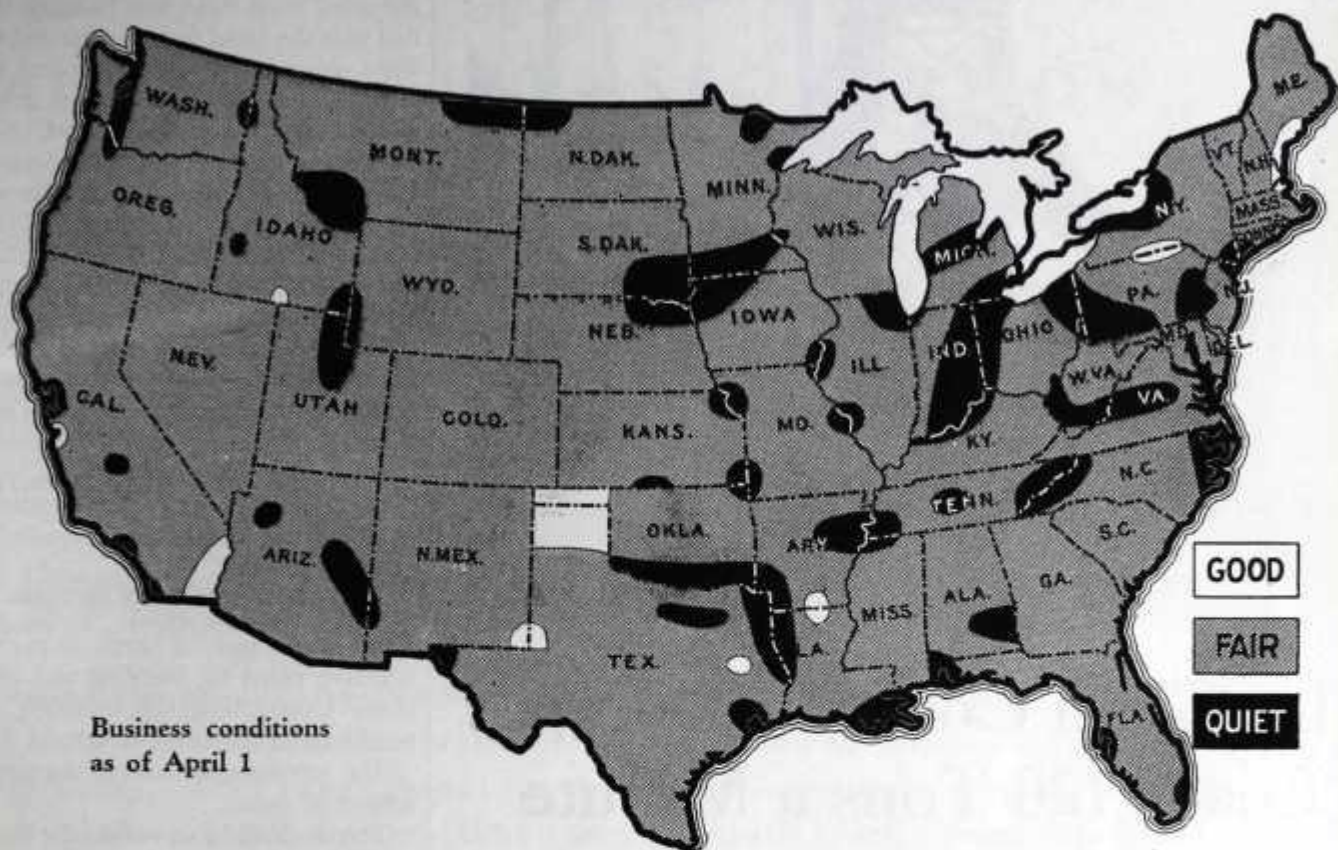 WASH.
MONT.
N.DAK.
MINN.
OREG.
IDAHO
S.DAK.
WIS.
MICH.
N.Y.
VT.
N.H.
ME.
MASS.
CONN.
WYO.
NEB.
IOWA
ILL.
IND.
OHIO
PA.
N.J.
MD.
DEL.
W.VA.
VA.
NEV.
CAL.
UTAH
COLO.
KANS.
MO.
KY.
ARIZ.
N.MEX.
OKLA.
ARK.
TENN.
N.C.
S.C.
TEX.
LA.
MISS.
ALA.
GA.
FLA.
GOOD
FAIR
QUIET
Business conditions
as of April 1